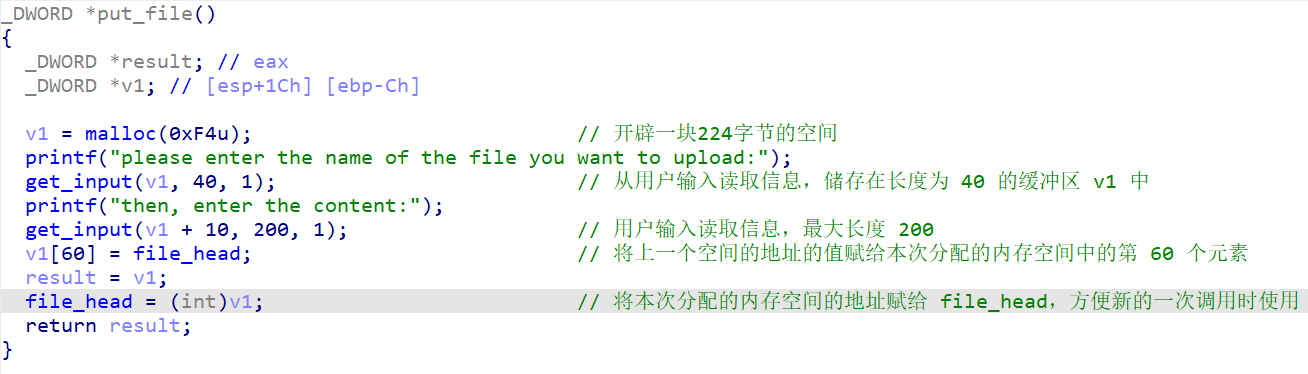 _DWORD *put_file()
{
  _DWORD *result; // eax
  _DWORD *v1; // [esp+1Ch] [ebp-Ch]

  v1 = malloc(0xF4u);                           // 开辟一块224字节的空间
  printf("please enter the name of the file you want to upload:");
  get_input(v1, 40, 1);                         // 从用户输入读取信息，储存在长度为 40 的缓冲区 v1 中
  printf("then, enter the content:");
  get_input(v1 + 10, 200, 1);                   // 用户输入读取信息，最大长度 200
  v1[60] = file_head;                           // 将上一个空间的地址的值赋给本次分配的内存空间中的第 60 个元素
  result = v1;
  file_head = (int)v1;                          // 将本次分配的内存空间的地址赋给 file_head，方便新的一次调用时使用
  return result;
}